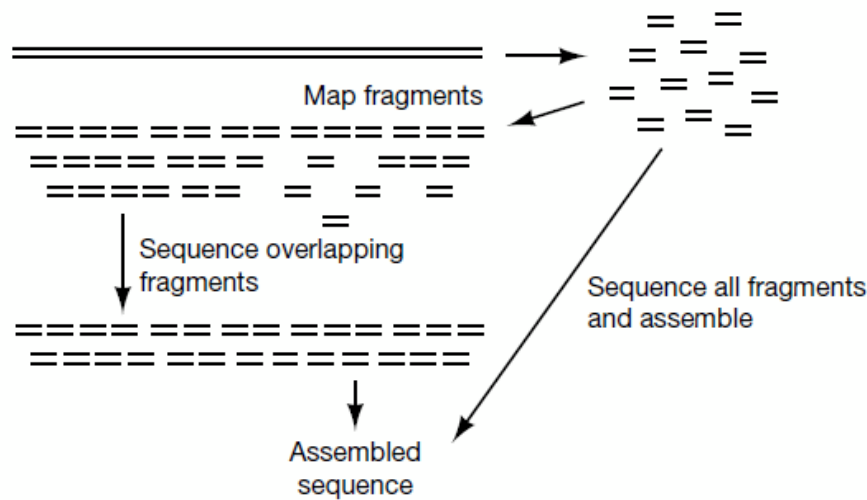 Map fragments
Sequence overlapping
fragments
Sequence all fragments
and assemble
Assembled
sequence